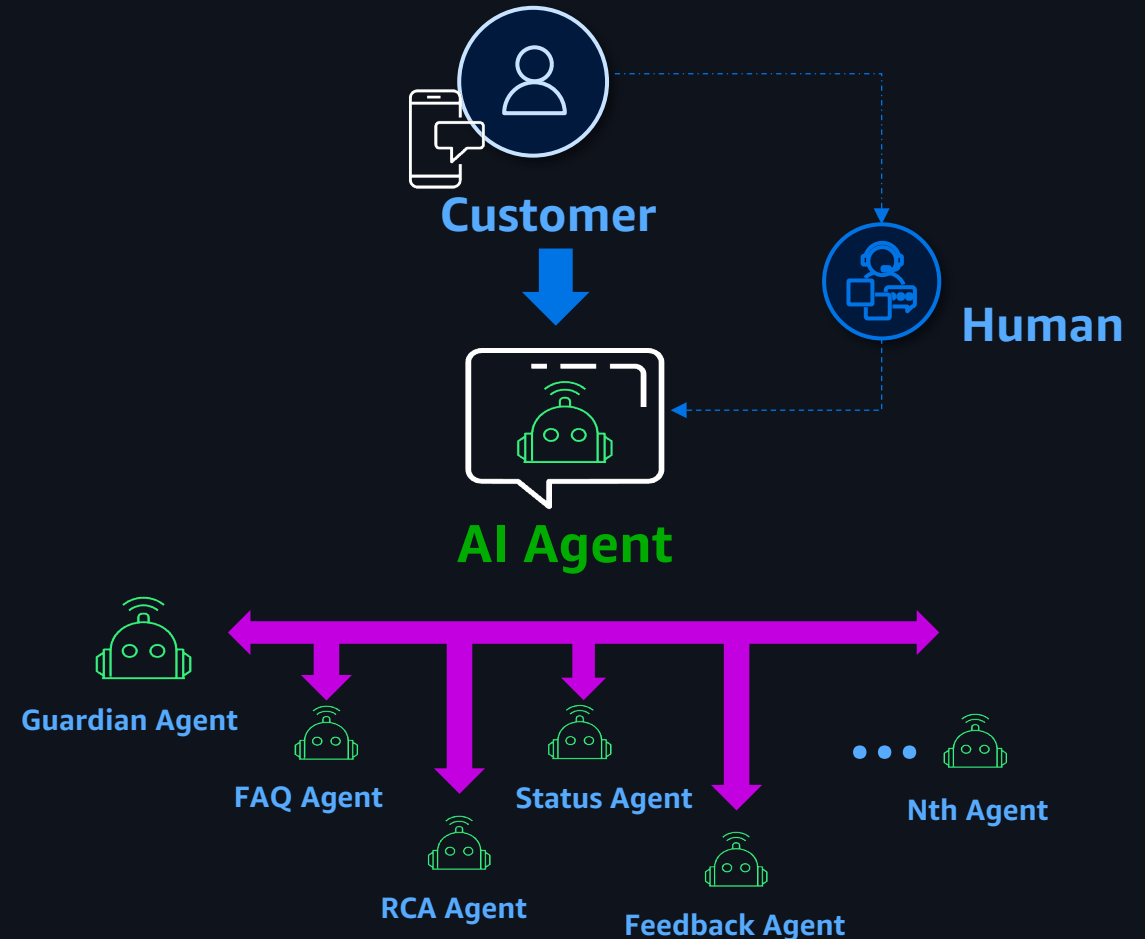 Customer
Human
AI Agent
Guardian Agent
FAQ Agent
Status Agent
Nth Agent
RCA Agent
Feedback Agent